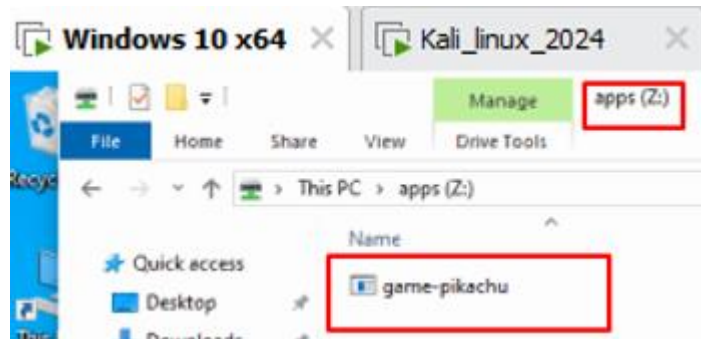 Windows 10 x64 Kali_linux_2024
Manage apps (Z:)
File Home Share View Drive Tools
This PC > apps (Z:)
Name
Quick access
game-pikachu
Desktop
Downloads